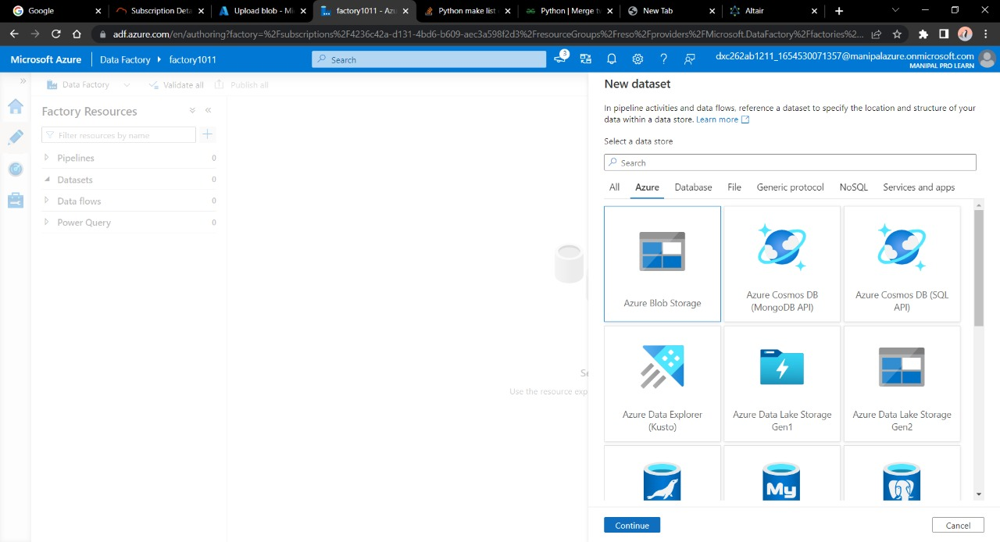 Google
Subscription Deta
Upload blob - Mi
factory1011 - Azu
Python make list
Python | Merge tw
New Tab
Altair
adf.azure.com/en/authoring?factory=%2Fsubscriptions%2F4236c42a-d131-4bd6-b609-aec3a598f2d3%2FresourceGroups%2Freso%2Fproviders%2FMicrosoft.DataFactory%2Ffactories%2...
Microsoft Azure
Data Factory
factory1011
Search
3
dxc262ab1211_1654530071357@manipalazure.onmicrosoft.com
MANIPAL PRO LEARN
Data Factory
Validate all
Publish all
Factory Resources
Filter resources by name
Pipelines 0
Datasets 0
Data flows 0
Power Query 0
Se
Use the resource exp
New dataset
In pipeline activities and data flows, reference a dataset to specify the location and structure of your
data within a data store. Learn more
Select a data store
Search
All Azure Database File Generic protocol NoSQL Services and apps
Azure Blob Storage
Azure Cosmos DB
(MongoDB API)
Azure Cosmos DB (SQL
API)
Azure Data Explorer
(Kusto)
Azure Data Lake Storage
Gen1
Azure Data Lake Storage
Gen2
My
Continue
Cancel